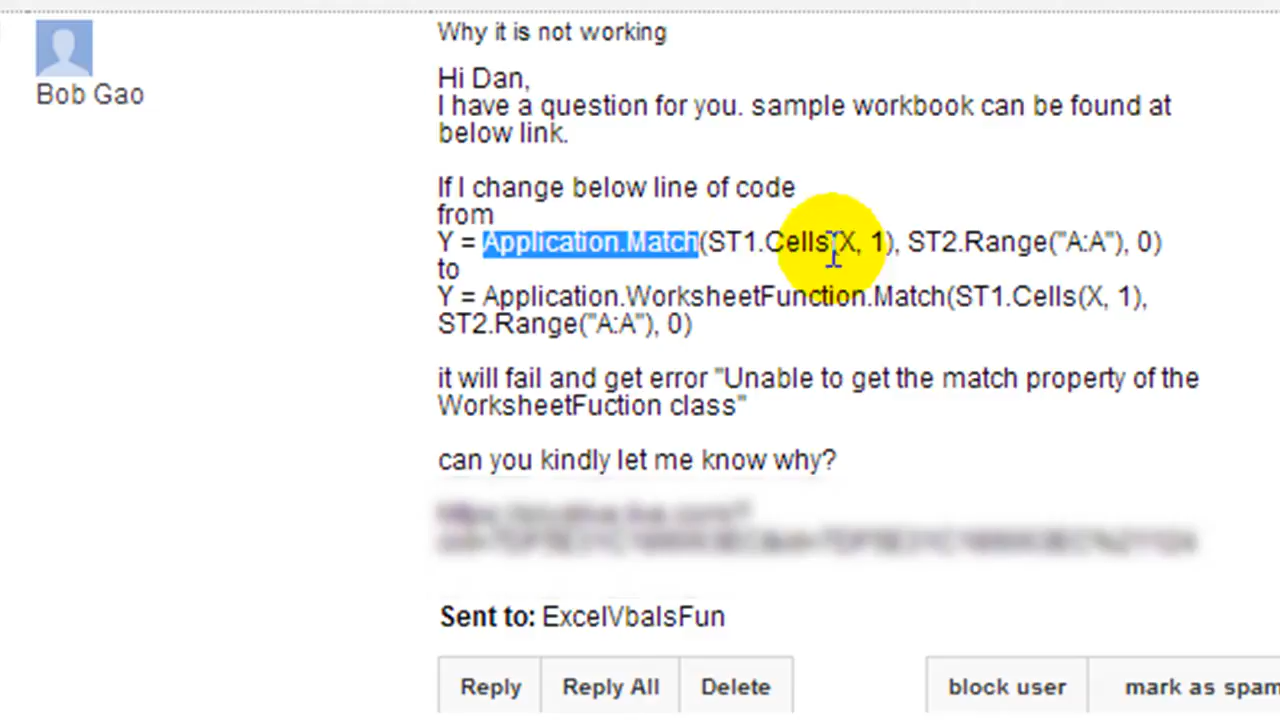 Why it is not working
Bob Gao
Hi Dan,
I have a question for you. sample workbook can be found at
below link.
If I change below line of code
from
Y = Application.Match(ST1.Cells(X, 1), ST2.Range("A:A"), 0)
to
Y = Application.WorksheetFunction.Match(ST1.Cells(X, 1),
ST2.Range("A:A"), 0)
it will fail and get error "Unable to get the match property of the
WorksheetFuction class"
can you kindly let me know why?
Sent to: ExcelVbaIsFun
Reply Reply All Delete block user mark as spam